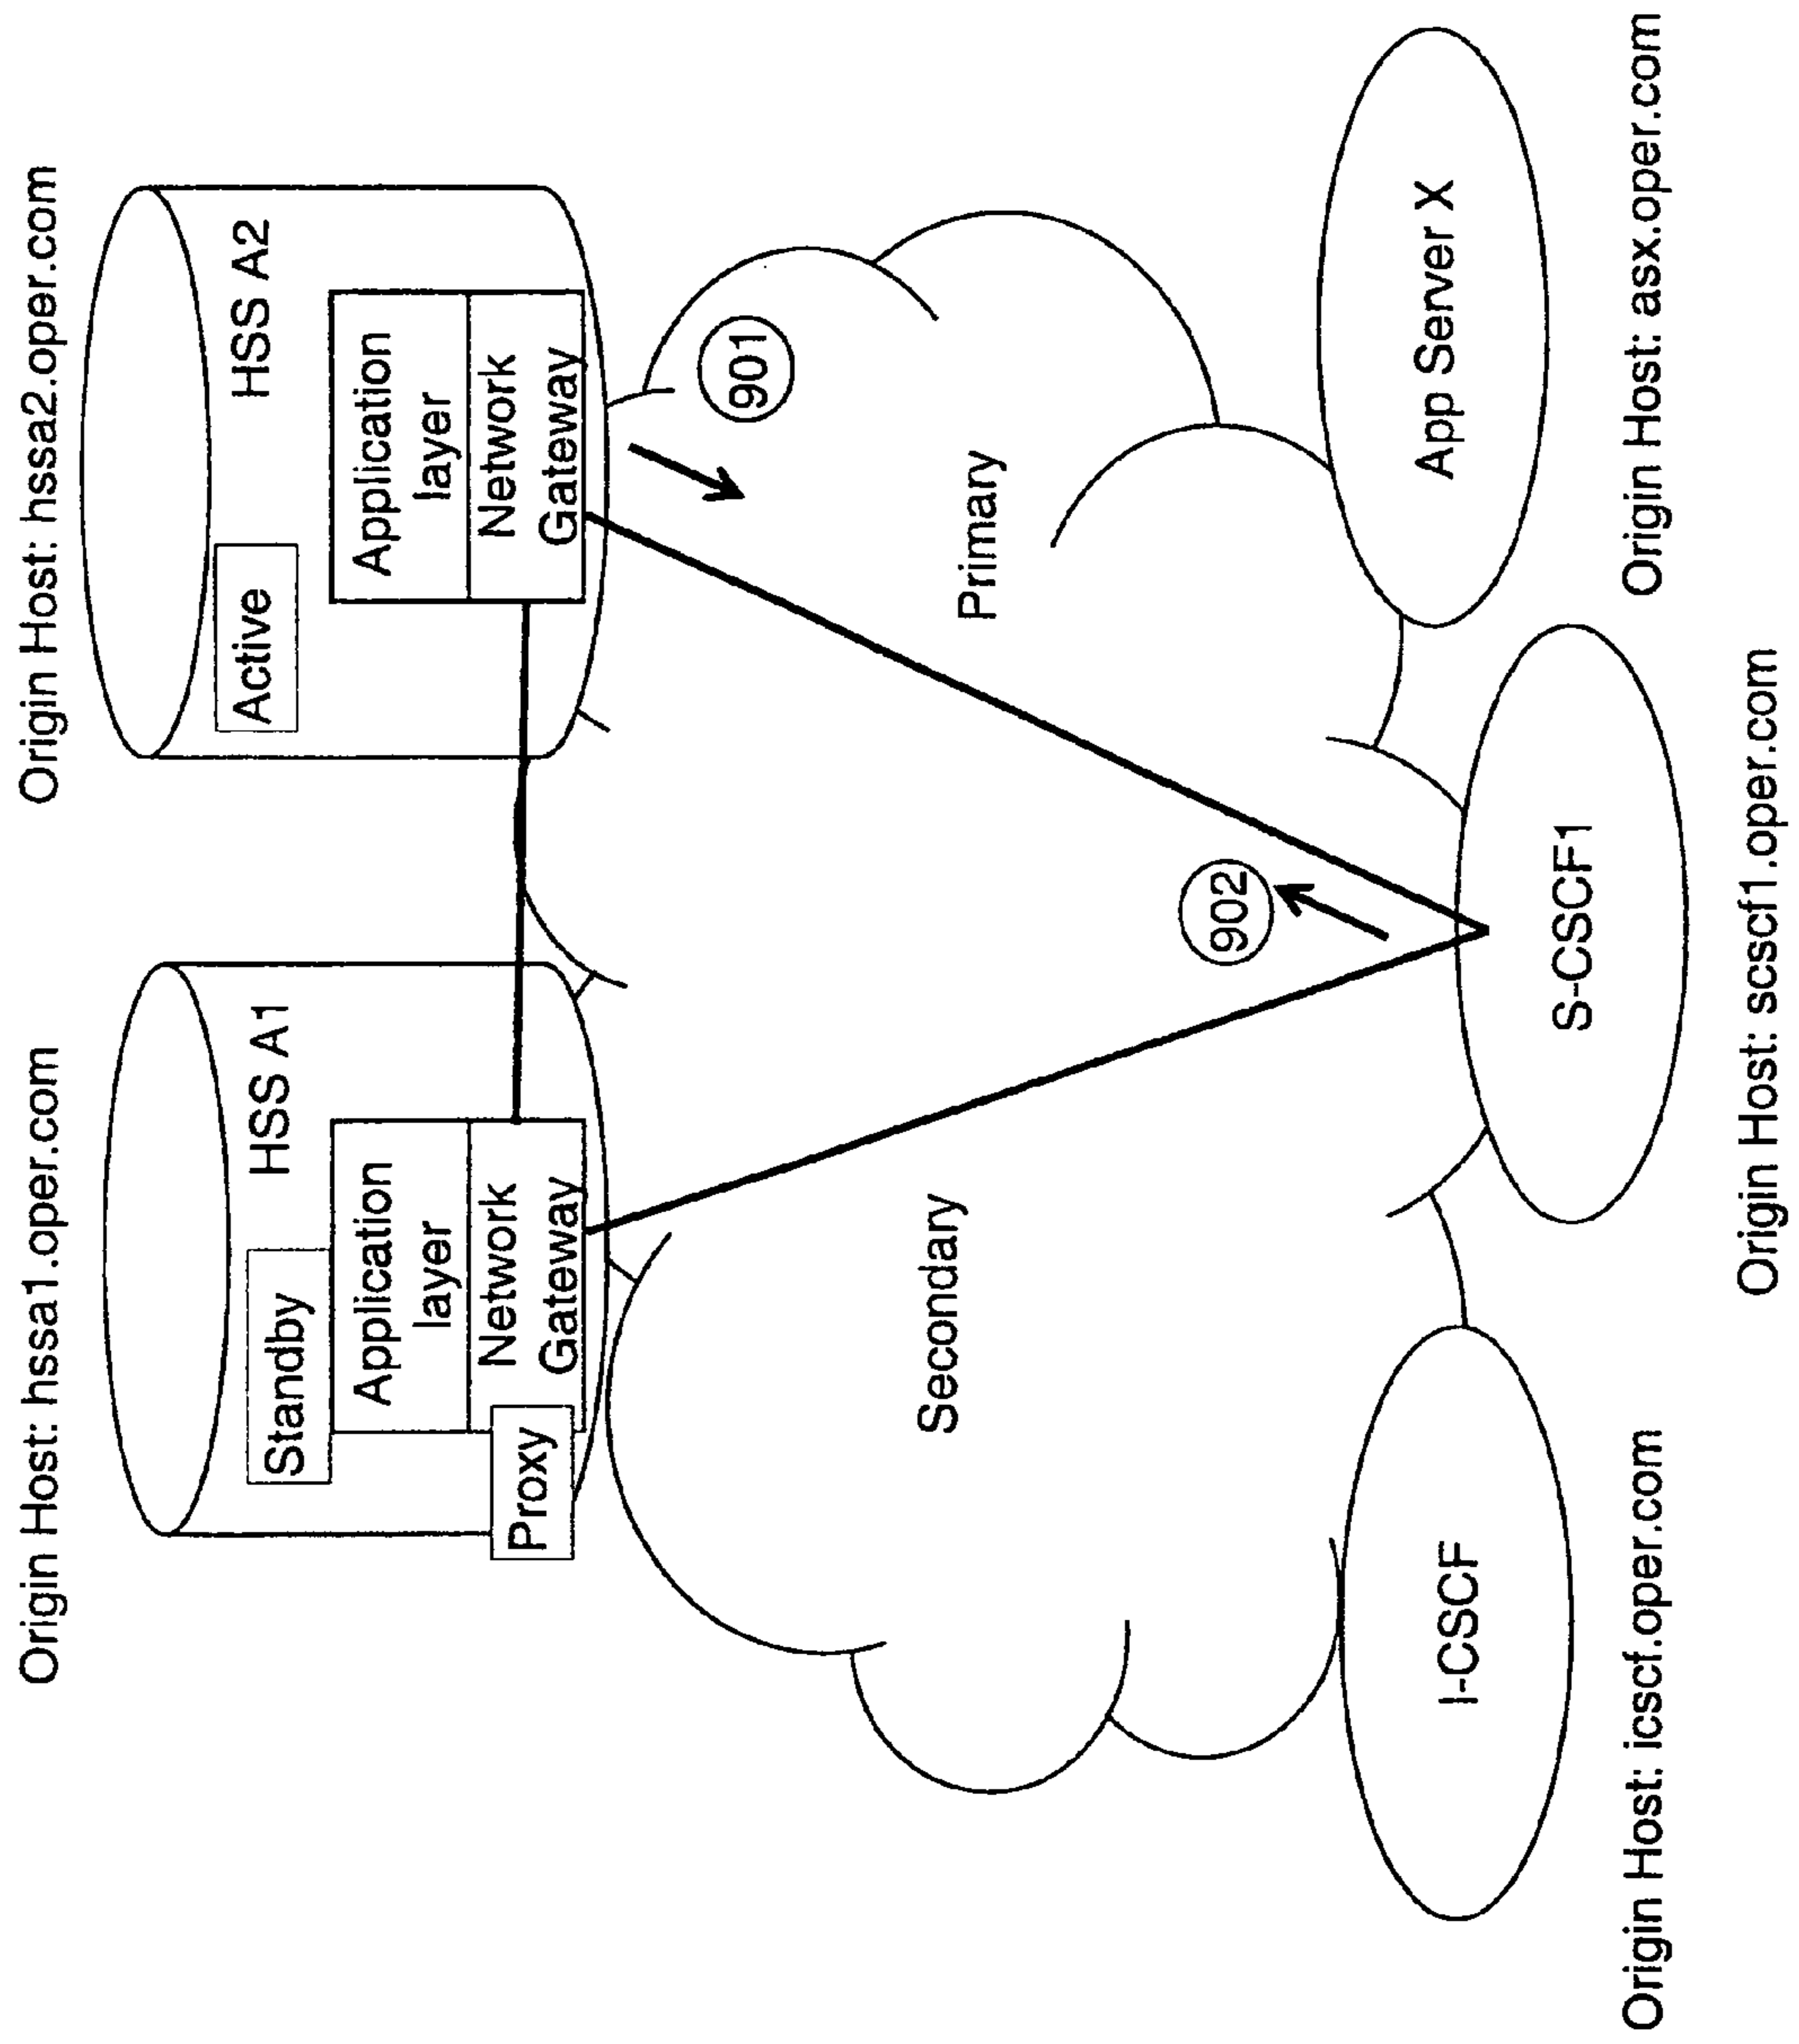 Origin Host: hssa1.oper.com
Origin Host: hssa2.oper.com
Standby
HSS A1
Application
layer
Network
Gateway
Proxy
Active
HSS A2
Application
layer
Network
Gateway
901
Secondary
Primary
902
I-CSCF
S-CSCF1
App Server X
Origin Host: icscf.oper.com
Origin Host: scscf1.oper.com
Origin Host: asx.oper.com